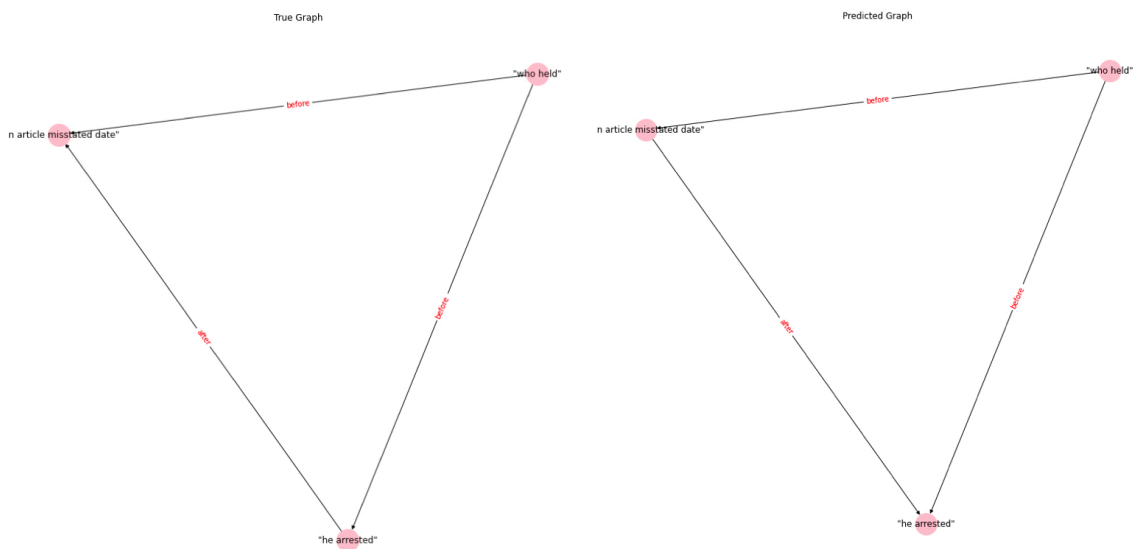 True Graph
"who held"
before
n article misstated date"
before
after
"he arrested"
Predicted Graph
"who held"
before
n article misstated date"
before
after
"he arrested"